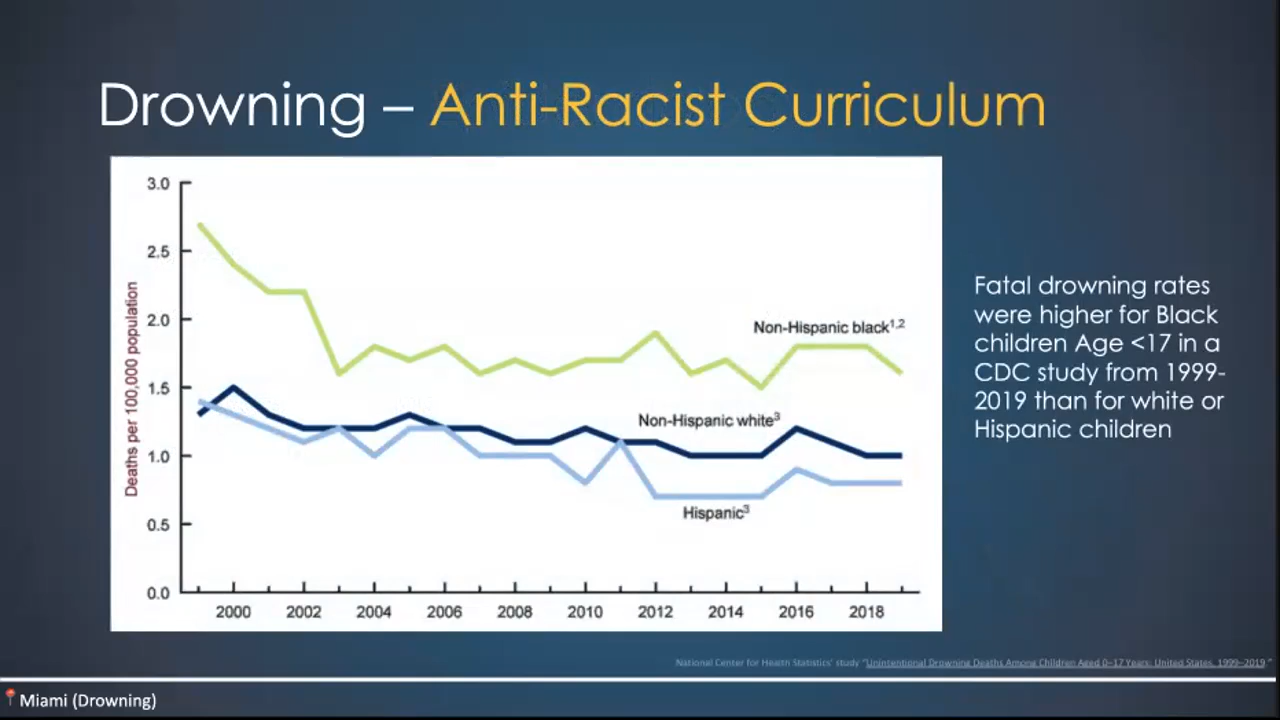 Drowning – Anti-Racist Curriculum
3.0
2.5
2.0
1.5
1.0
0.5
0.0
Deaths per 100,000 population
Non-Hispanic black1,2
Non-Hispanic white3
Hispanic3
2000 2002 2004 2006 2008 2010 2012 2014 2016 2018
Fatal drowning rates
were higher for Black
children Age <17 in a
CDC study from 1999-
2019 than for white or
Hispanic children
National Center for Health Statistics' study "Unintentional Drowning Deaths Among Children Aged 0–17 Years: United States, 1999–2019."
Miami (Drowning)